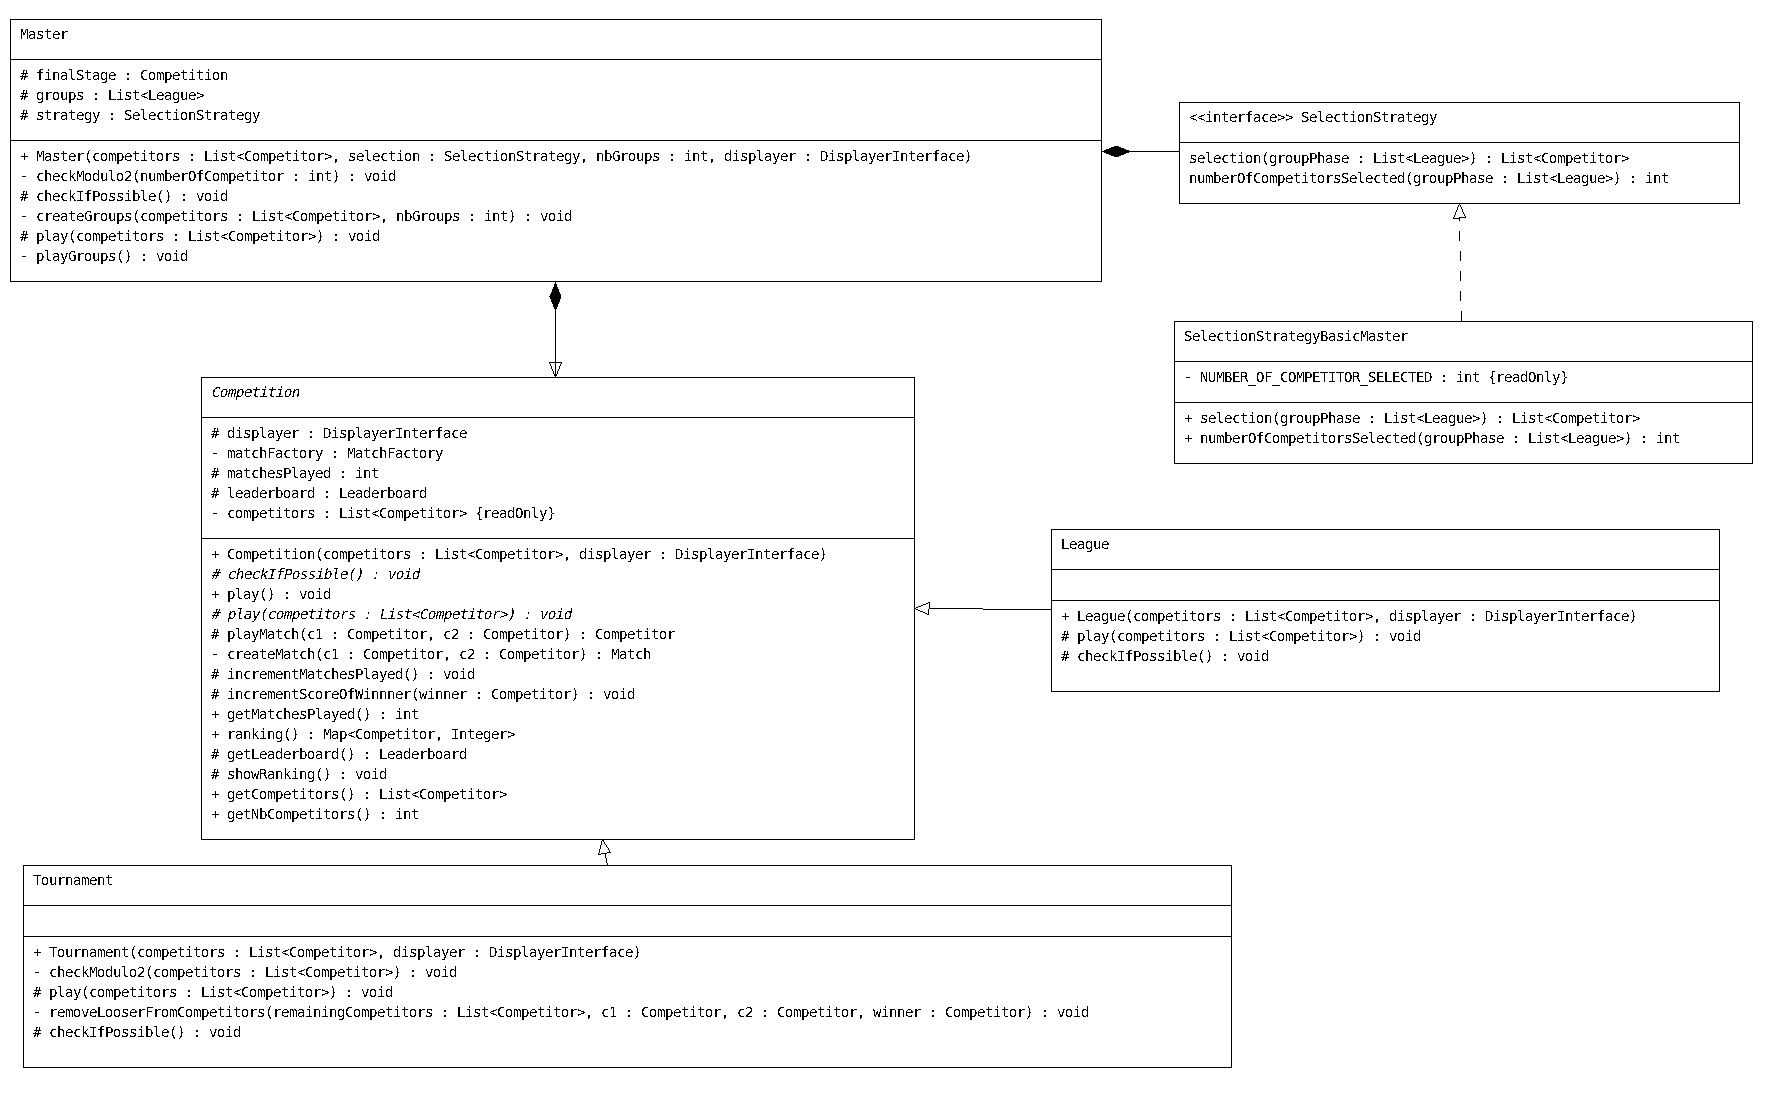 Master
# finalStage : Competition
# groups : List<League>
# strategy : SelectionStrategy
+ Master(competitors : List<Competitor>, selection : SelectionStrategy, nbGroups : int, displayer : DisplayerInterface)
- checkModulo2(numberOfCompetitor : int) : void
# checkIfPossible() : void
- createGroups(competitors : List<Competitor>, nbGroups : int) : void
# play(competitors : List<Competitor>) : void
- playGroups() : void
<<interface>> SelectionStrategy
selection(groupPhase : List<League>) : List<Competitor>
numberOfCompetitorsSelected(groupPhase : List<League>) : int
SelectionStrategyBasicMaster
- NUMBER_OF_COMPETITOR_SELECTED : int {readOnly}
+ selection(groupPhase : List<League>) : List<Competitor>
+ numberOfCompetitorsSelected(groupPhase : List<League>) : int
Competition
# displayer : DisplayerInterface
- matchFactory : MatchFactory
# matchesPlayed : int
# leaderboard : Leaderboard
- competitors : List<Competitor> {readOnly}
+ Competition(competitors : List<Competitor>, displayer : DisplayerInterface)
# checkIfPossible() : void
+ play() : void
# play(competitors : List<Competitor>) : void
# playMatch(c1 : Competitor, c2 : Competitor) : Competitor
- createMatch(c1 : Competitor, c2 : Competitor) : Match
# incrementMatchesPlayed() : void
# incrementScoreOfWinnner(winner : Competitor) : void
+ getMatchesPlayed() : int
+ ranking() : Map<Competitor, Integer>
# getLeaderboard() : Leaderboard
# showRanking() : void
+ getCompetitors() : List<Competitor>
+ getNbCompetitors() : int
League
+ League(competitors : List<Competitor>, displayer : DisplayerInterface)
# play(competitors : List<Competitor>) : void
# checkIfPossible() : void
Tournament
+ Tournament(competitors : List<Competitor>, displayer : DisplayerInterface)
- checkModulo2(competitors : List<Competitor>) : void
# play(competitors : List<Competitor>) : void
- removeLooserFromCompetitors(remainingCompetitors : List<Competitor>, c1 : Competitor, c2 : Competitor, winner : Competitor) : void
# checkIfPossible() : void